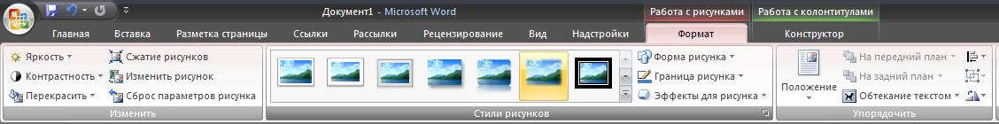 Документ1 - Microsoft Word
Работа с рисунками
Работа с колонтитулами
Главная
Вставка
Разметка страницы
Ссылки
Рассылки
Рецензирование
Вид
Надстройки
Формат
Конструктор
Яркость
Контрастность
Перекрасить
Сжатие рисунков
Изменить рисунок
Сброс параметров рисунка
Изменить
Форма рисунка
Граница рисунка
Эффекты для рисунка
Стили рисунков
Положение
На передний план
На задний план
Обтекание текстом
Упорядочить